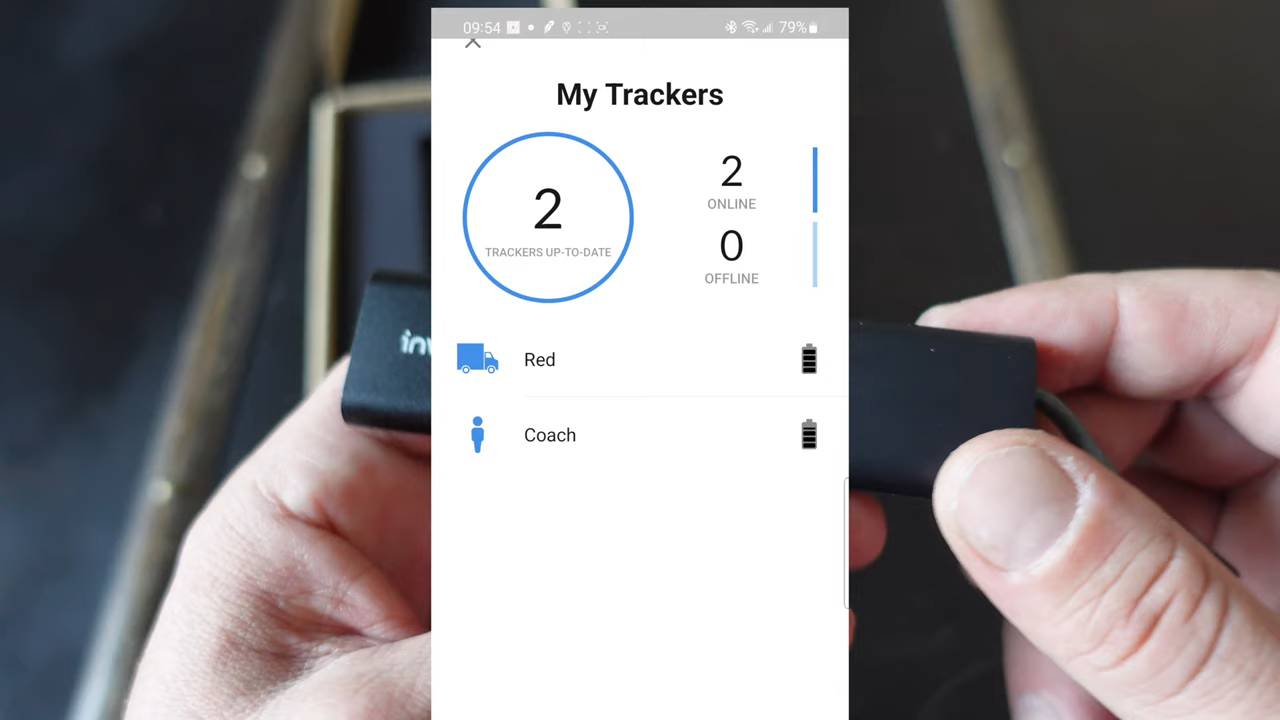 09:54
79%
My Trackers
2
TRACKERS UP-TO-DATE
2
ONLINE
0
OFFLINE
Red
Coach